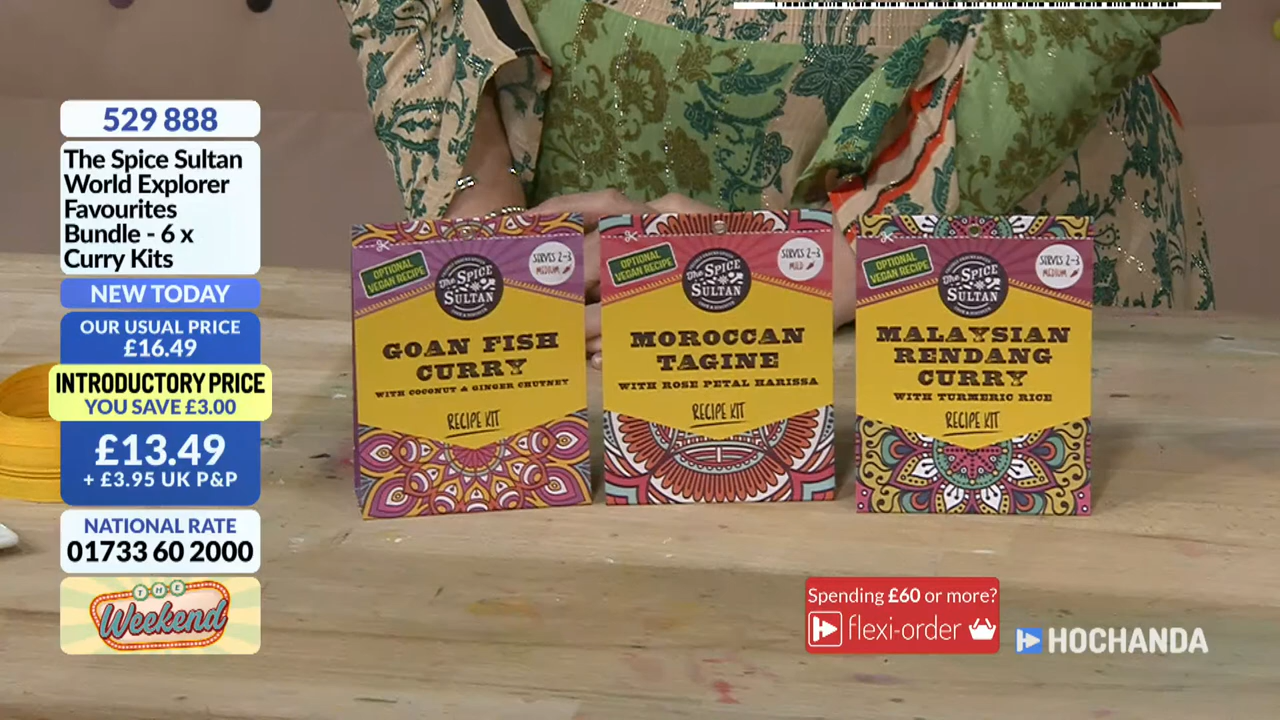 529 888
The Spice Sultan
World Explorer
Favourites
Bundle - 6 x
Curry Kits
NEW TODAY
OUR USUAL PRICE
£16.49
INTRODUCTORY PRICE
YOU SAVE £3.00
£13.49
+ £3.95 UK P&P
NATIONAL RATE
01733 60 2000
THE
Weekend
OPTIONAL
VEGAN RECIPE
The SPICE
SULTAN
SERVES 2-3
MEDIUM
GOAN FISH
CURRY
WITH COCONUT & GINGER CHUTNEY
RECIPE KIT
OPTIONAL
VEGAN RECIPE
The SPICE
SULTAN
SERVES 2-3
MILD
MOROCCAN
TAGINE
WITH ROSE PETAL HARISSA
RECIPE KIT
OPTIONAL
VEGAN RECIPE
The SPICE
SULTAN
SERVES 2-3
MEDIUM
MALAYSIAN
RENDANG
CURRY
WITH TURMERIC RICE
RECIPE KIT
Spending £60 or more?
flexi-order
HOCHANDA